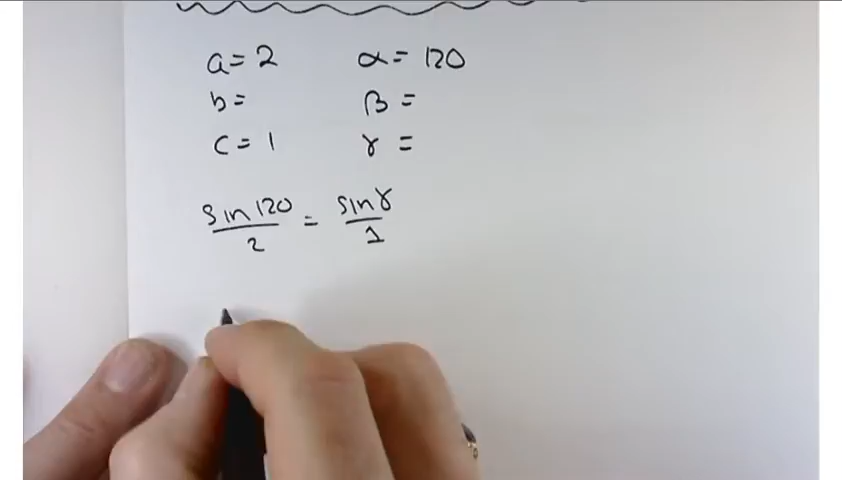 a = 2 α = 120
b = β =
c = 1 γ =
sin 120 / 2 = sin γ / 1